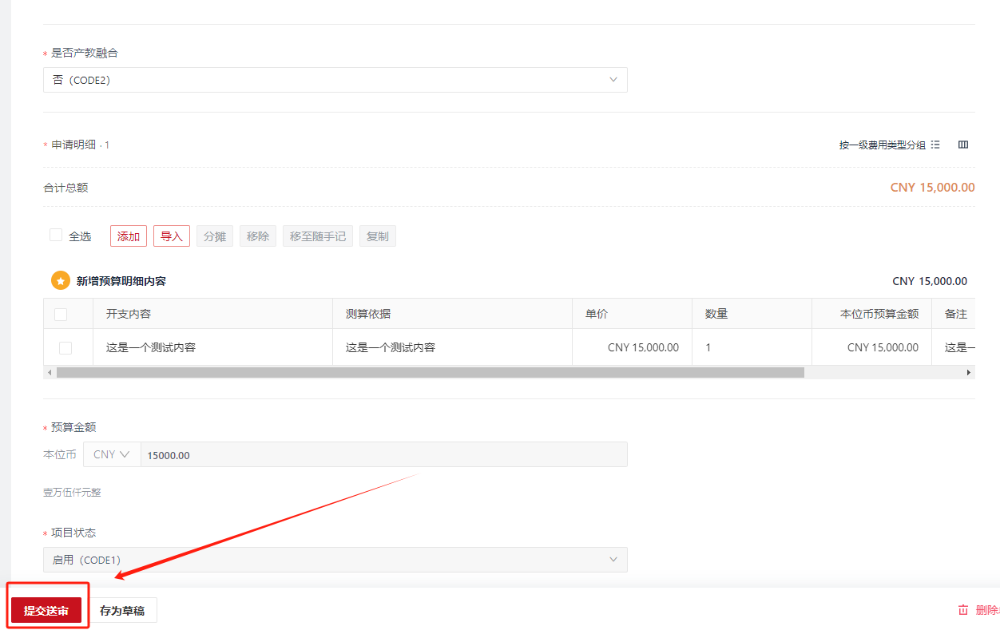 * 是否产教融合
否（CODE2）
* 申请明细 · 1 按一级费用类型分组
合计总额 CNY 15,000.00
全选 添加 导入 分摊 移除 移至随手记 复制
新增预算明细内容 CNY 15,000.00
开支内容 测算依据 单价 数量 本位币预算金额 备注
这是一个测试内容 这是一个测试内容 CNY 15,000.00 1 CNY 15,000.00 这是一
* 预算金额
本位币 CNY 15000.00
壹万伍仟元整
* 项目状态
启用（CODE1）
提交送审 存为草稿 删除